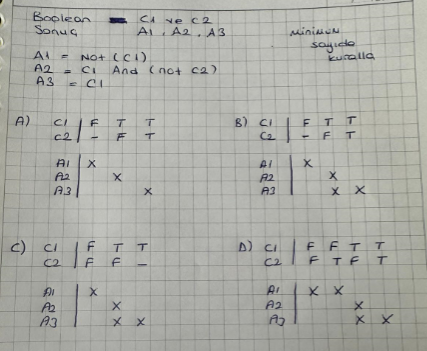 Boolean C1 ve C2
Sonuç A1, A2, A3
minimum sayıda kuralla
A1 = Not (C1)
A2 = C1 And (not C2)
A3 = C1
A) C1 | F T T
C2 | - F T
A1 | X
A2 | X
A3 | X
B) C1 | F T T
C2 | - F T
A1 | X
A2 | X
A3 | X X
C) C1 | F T T
C2 | F F -
A1 | X
A2 | X
A3 | X X
D) C1 | F F T T
C2 | F T F T
A1 | X X
A2 | X
A3 | X X